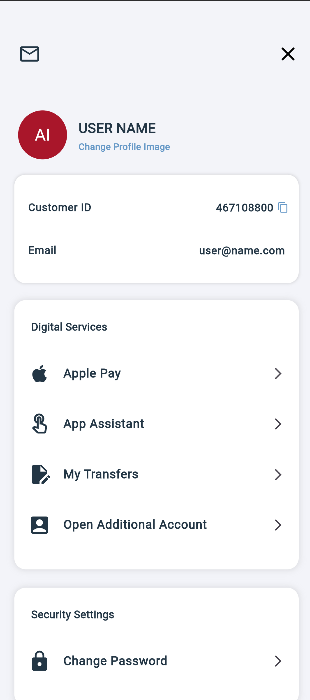 AI
USER NAME
Change Profile Image
Customer ID
467108800
Email
user@name.com
Digital Services
Apple Pay
App Assistant
My Transfers
Open Additional Account
Security Settings
Change Password